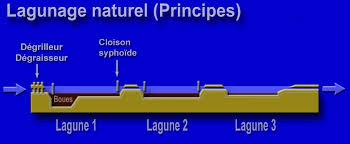 Lagunage naturel (Principes)
Dégrilleur
Dégraisseur
Cloison
syphoïde
Boues
Lagune 1
Lagune 2
Lagune 3